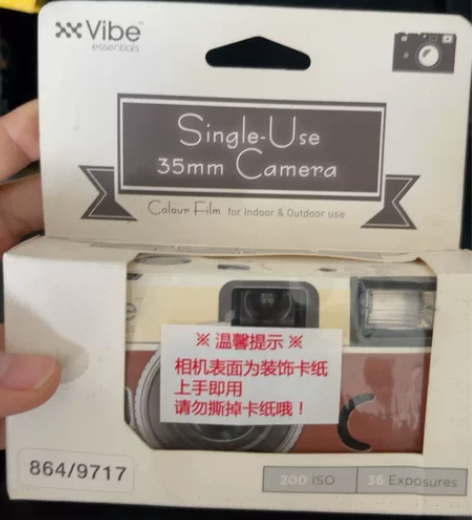 Vibe
essentials
Single-Use
35mm Camera
Colour Film for Indoor & Outdoor use
※ 温馨提示 ※
相机表面为装饰卡纸
上手即用
请勿撕掉卡纸哦！
864/9717
200 ISO 36 Exposures